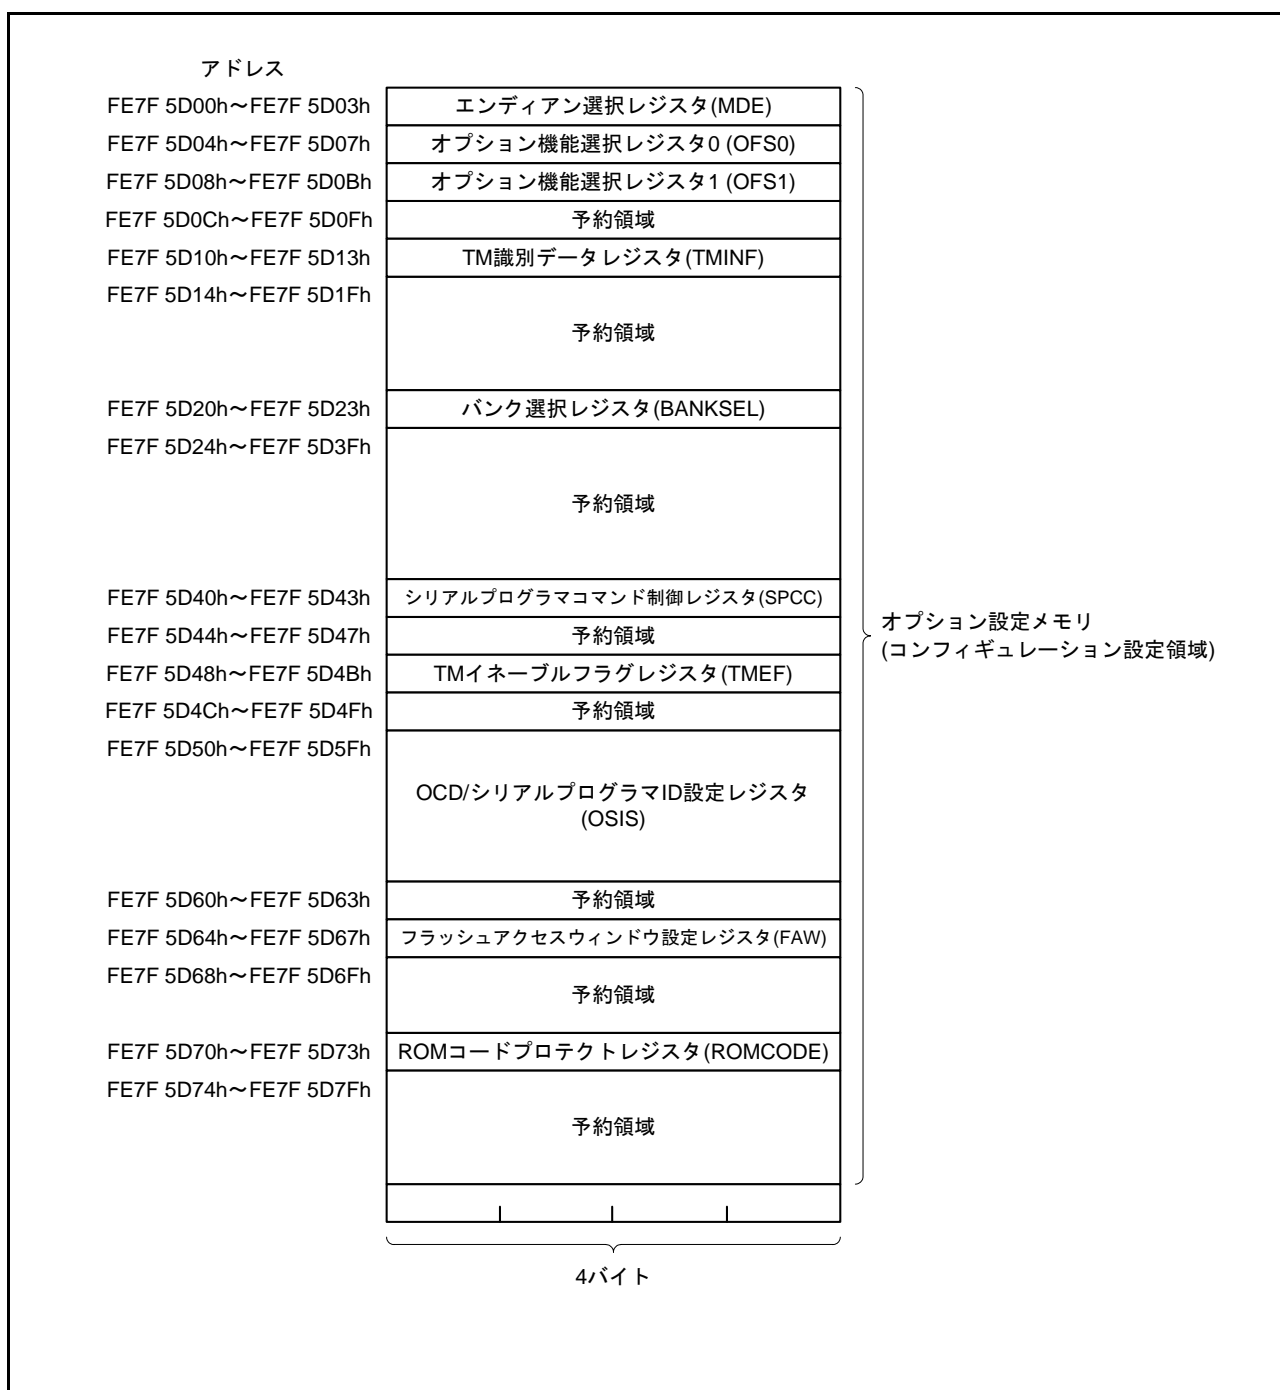 アドレス
FE7F 5D00h～FE7F 5D03h エンディアン選択レジスタ(MDE)
FE7F 5D04h～FE7F 5D07h オプション機能選択レジスタ0 (OFS0)
FE7F 5D08h～FE7F 5D0Bh オプション機能選択レジスタ1 (OFS1)
FE7F 5D0Ch～FE7F 5D0Fh 予約領域
FE7F 5D10h～FE7F 5D13h TM識別データレジスタ(TMINF)
FE7F 5D14h～FE7F 5D1Fh
予約領域
FE7F 5D20h～FE7F 5D23h バンク選択レジスタ(BANKSEL)
FE7F 5D24h～FE7F 5D3Fh
予約領域
FE7F 5D40h～FE7F 5D43h シリアルプログラマコマンド制御レジスタ(SPCC)
FE7F 5D44h～FE7F 5D47h 予約領域
FE7F 5D48h～FE7F 5D4Bh TMイネーブルフラグレジスタ(TMEF)
FE7F 5D4Ch～FE7F 5D4Fh 予約領域
FE7F 5D50h～FE7F 5D5Fh
OCD/シリアルプログラマID設定レジスタ
(OSIS)
FE7F 5D60h～FE7F 5D63h 予約領域
FE7F 5D64h～FE7F 5D67h フラッシュアクセスウィンドウ設定レジスタ(FAW)
FE7F 5D68h～FE7F 5D6Fh
予約領域
FE7F 5D70h～FE7F 5D73h ROMコードプロテクトレジスタ(ROMCODE)
FE7F 5D74h～FE7F 5D7Fh
予約領域
オプション設定メモリ
(コンフィギュレーション設定領域)
4バイト